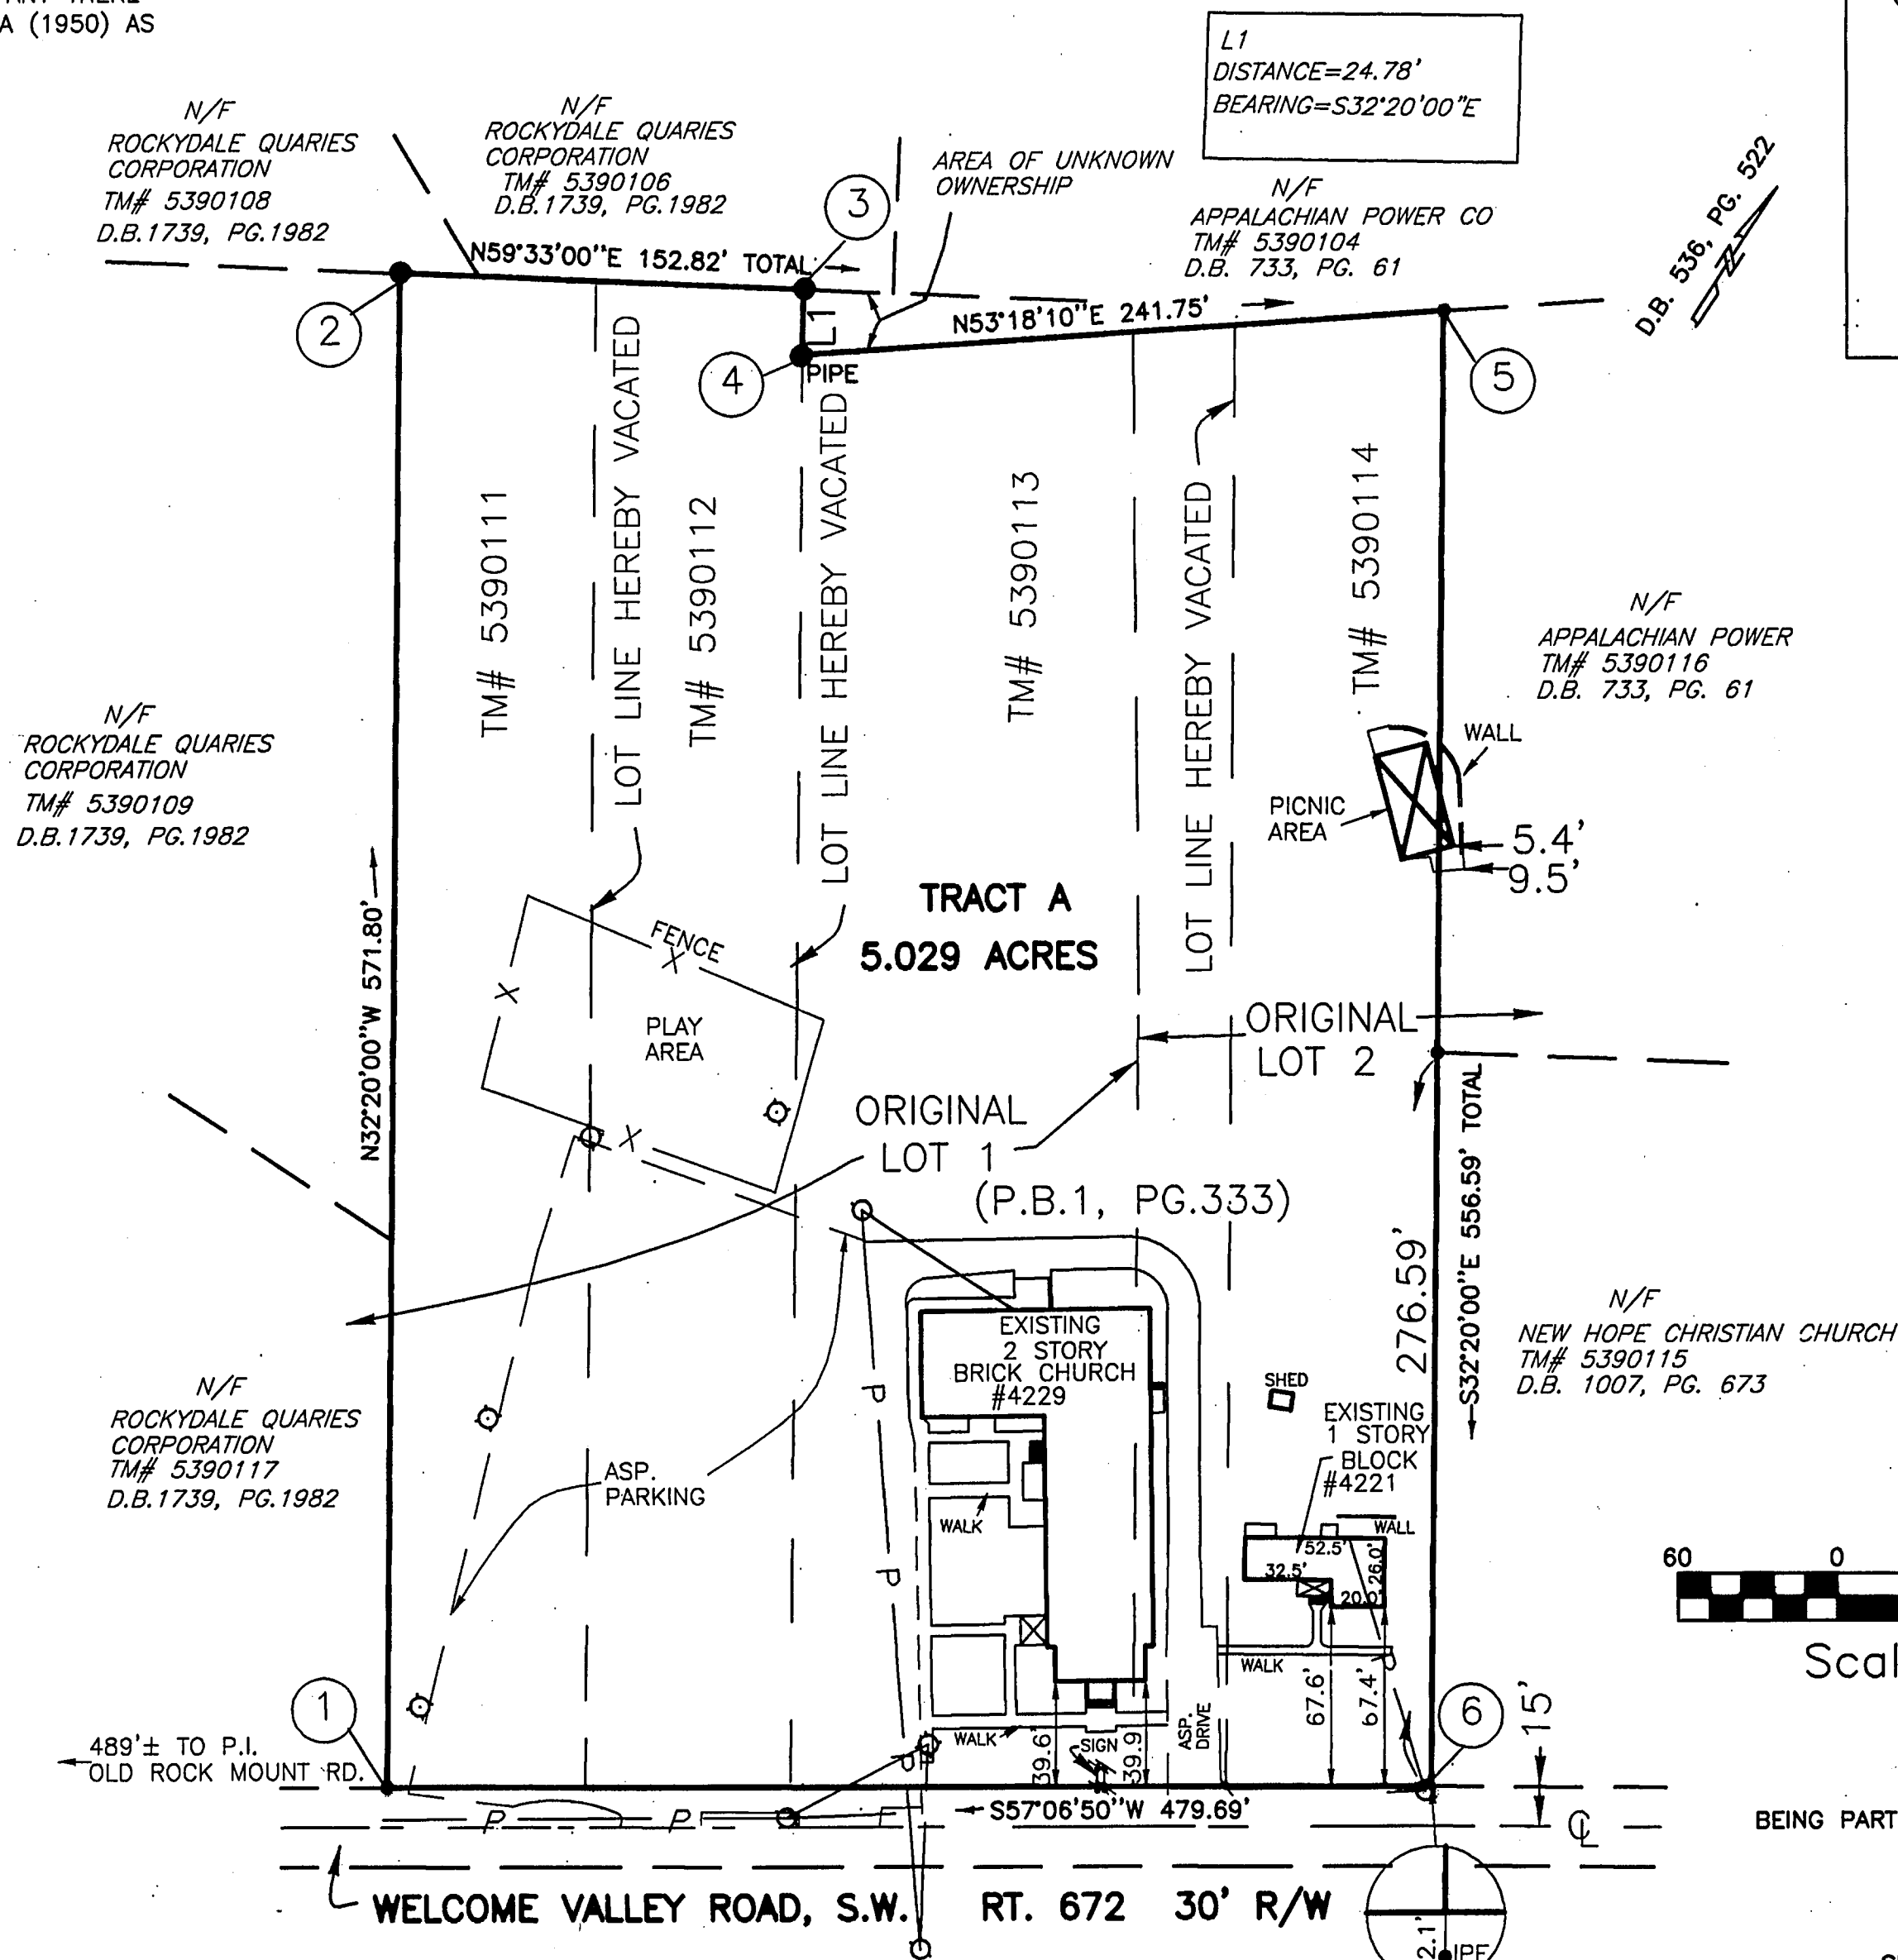 A (1950) AS
L1
DISTANCE=24.78'
BEARING=S32°20'00"E
N/F
ROCKYDALE QUARIES
CORPORATION
TM# 5390108
D.B.1739, PG.1982
N/F
ROCKYDALE QUARIES
CORPORATION
TM# 5390106
D.B.1739, PG.1982
3
AREA OF UNKNOWN
OWNERSHIP
N/F
APPALACHIAN POWER CO
TM# 5390104
D.B. 733, PG. 61
D.B. 536, PG. 522
N
N59°33'00"E 152.82' TOTAL
2
L1
N53°18'10"E 241.75'
4
PIPE
5
TM# 5390111
LOT LINE HEREBY VACATED
TM# 5390112
LOT LINE HEREBY VACATED
TM# 5390113
LOT LINE HEREBY VACATED
TM# 5390114
N/F
APPALACHIAN POWER
TM# 5390116
D.B. 733, PG. 61
N/F
ROCKYDALE QUARIES
CORPORATION
TM# 5390109
D.B.1739, PG.1982
WALL
PICNIC
AREA
5.4'
9.5'
TRACT A
5.029 ACRES
N32°20'00"W 571.80'
FENCE
X
X
PLAY
AREA
X
ORIGINAL
LOT 2
ORIGINAL
LOT 1
(P.B.1, PG.333)
276.59'
S32°20'00"E 556.59' TOTAL
N/F
NEW HOPE CHRISTIAN CHURCH
TM# 5390115
D.B. 1007, PG. 673
N/F
ROCKYDALE QUARIES
CORPORATION
TM# 5390117
D.B.1739, PG.1982
ASP.
PARKING
P
P
P
EXISTING
2 STORY
BRICK CHURCH
#4229
SHED
EXISTING
1 STORY
BLOCK
#4221
WALK
WALL
52.5'
32.5'
26.0'
20.0'
WALK
67.6'
67.4'
P
60
0
Scal
1
6
15'
489'± TO P.I.
OLD ROCK MOUNT RD.
WALK
39.6'
SIGN
39.9
ASP.
DRIVE
S57°06'50"W 479.69'
P
P
CL
BEING PART
WELCOME VALLEY ROAD, S.W.
RT. 672
30' R/W
2.1'
IPF